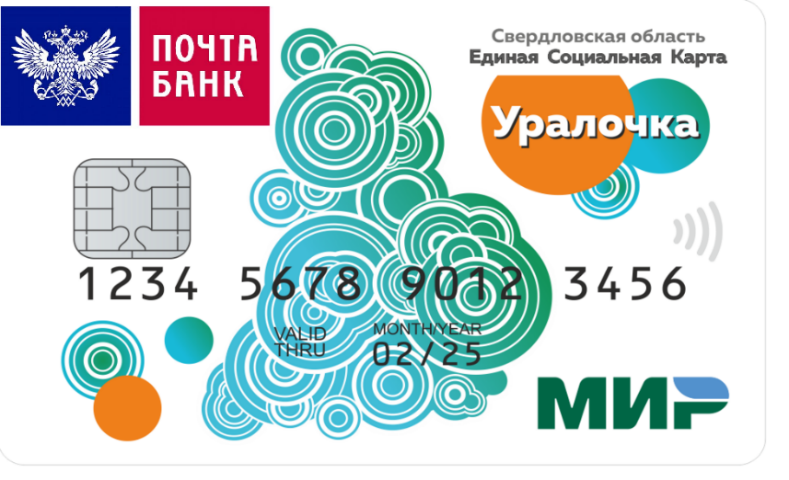 ПОЧТА
БАНК
Свердловская область
Единая Социальная Карта
Уралочка
1234 5678 9012 3456
VALID
THRU
MONTH/YEAR
02/25
МИР